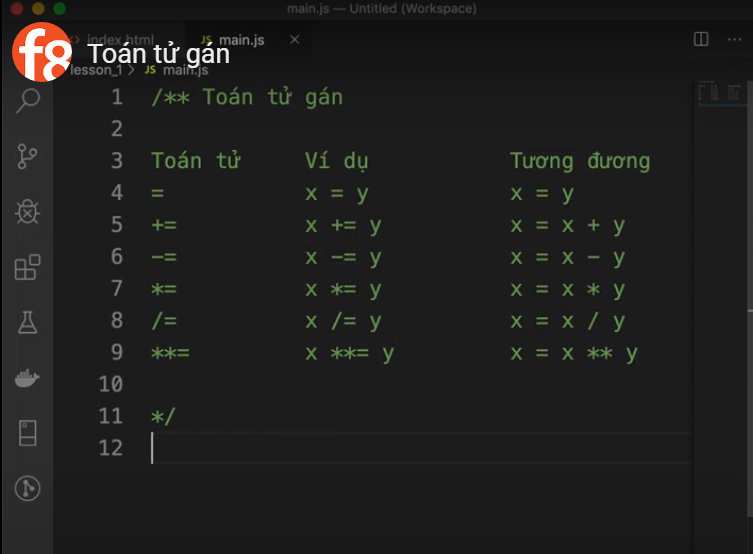 main.js — Untitled (Workspace)
f8 Toán tử gán
index.html JS main.js ×
lesson_1 > JS main.js
1 /** Toán tử gán
2
3 Toán tử Ví dụ Tương đương
4 = x = y x = y
5 += x += y x = x + y
6 -= x -= y x = x - y
7 *= x *= y x = x * y
8 /= x /= y x = x / y
9 **= x **= y x = x ** y
10
11 */
12